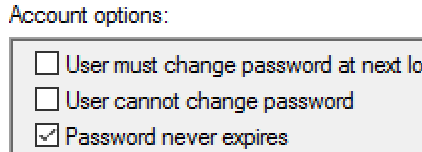 Account options:
User must change password at next lo
User cannot change password
Password never expires